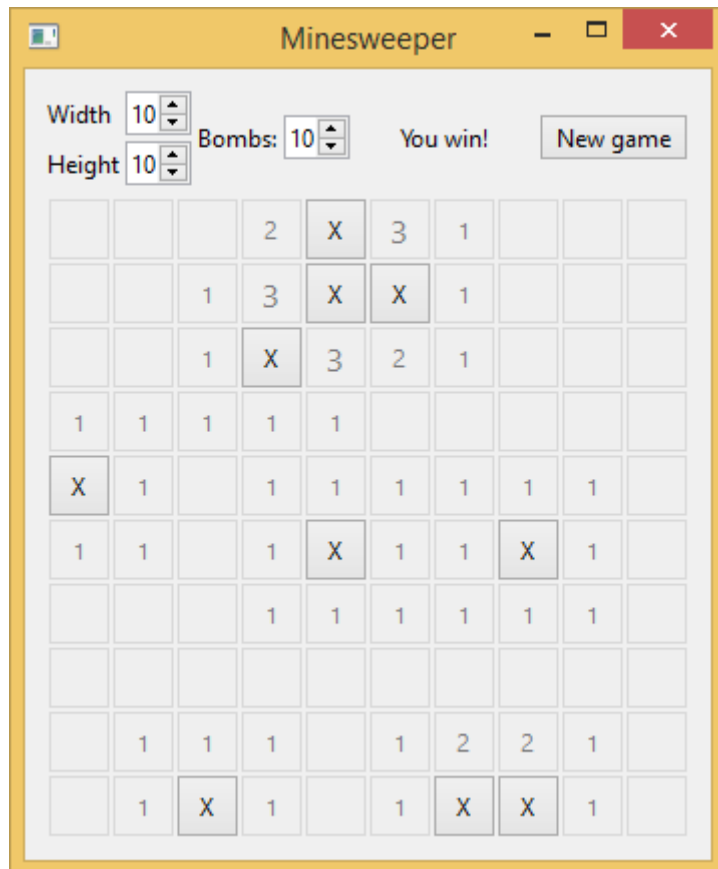 Minesweeper
Width 10
Bombs: 10 You win! New game
Height 10
2 X 3 1
1 3 X X 1
1 X 3 2 1
1 1 1 1 1
X 1 1 1 1 1 1 1
1 1 1 X 1 1 X 1
1 1 1 1 1 1
1 1 1 1 2 2 1
1 X 1 1 X X 1